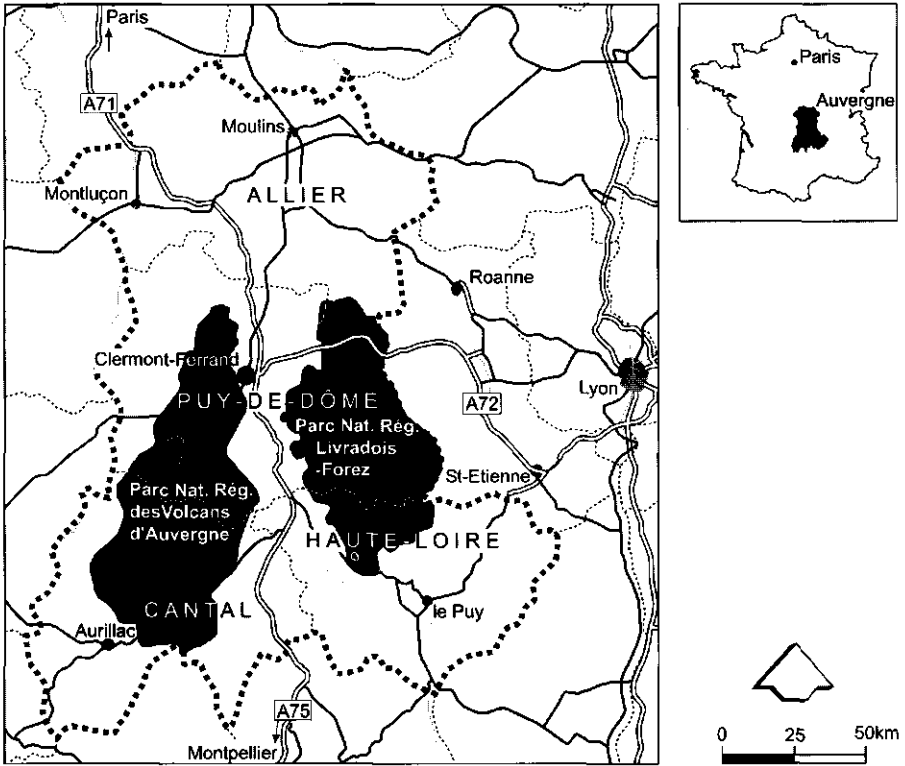 Paris
A71
Moulins
Montluçon
ALLIER
Roanne
Clermont-Ferrand
Lyon
PUY-DE-DÔME
A72
Parc Nat. Rég.
Livradois
-Forez
St-Etienne
Parc Nat. Rég.
desVolcans
d'Auvergne
HAUTE-LOIRE
CANTAL
le Puy
Aurillac
A75
Montpellier
Paris
Auvergne
0 25 50km